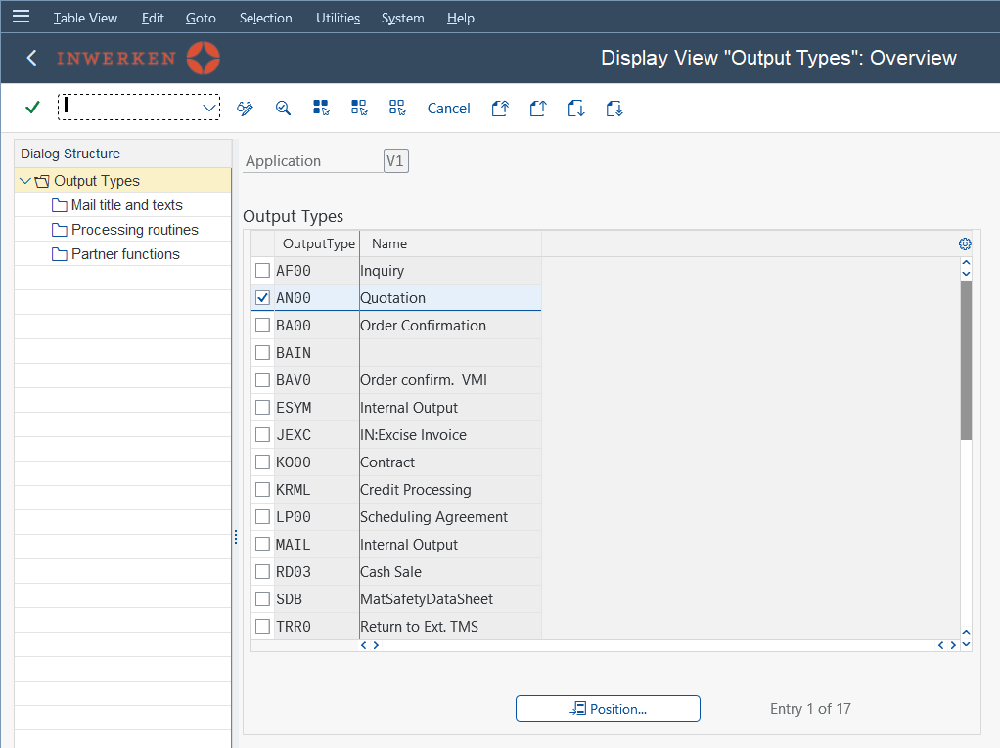 Table View Edit Goto Selection Utilities System Help
INWERKEN Display View "Output Types": Overview
Cancel
Dialog Structure
Output Types
Mail title and texts
Processing routines
Partner functions
Application V1
Output Types
OutputType Name
AF00 Inquiry
AN00 Quotation
BA00 Order Confirmation
BAIN
BAV0 Order confirm.  VMI
ESYM Internal Output
JEXC IN:Excise Invoice
KO00 Contract
KRML Credit Processing
LP00 Scheduling Agreement
MAIL Internal Output
RD03 Cash Sale
SDB MatSafetyDataSheet
TRR0 Return to Ext. TMS
Position... Entry 1 of 17